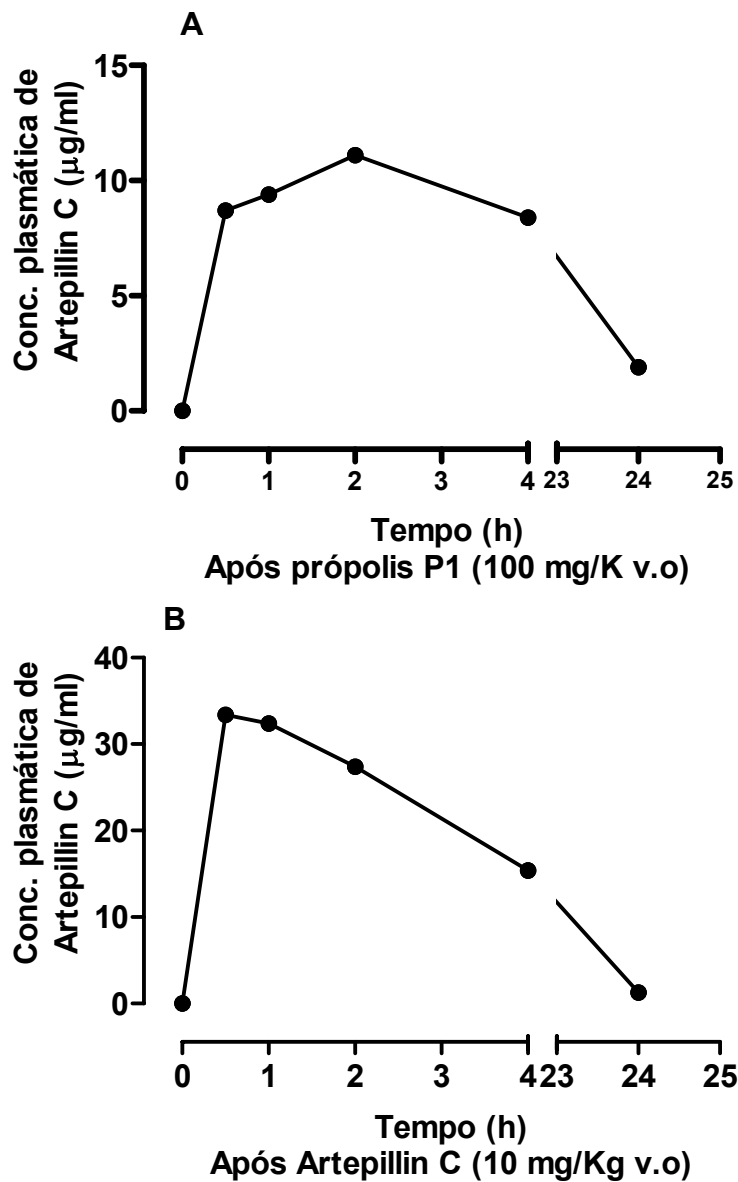 A
Conc. plasmática de
Artepillin C (μg/ml)
15
10
5
0
0 1 2 3 4 23 24 25
Tempo (h)
Após própolis P1 (100 mg/K v.o)
B
Conc. plasmática de
Artepillin C (μg/ml)
40
30
20
10
0
0 1 2 3 4 23 24 25
Tempo (h)
Após Artepillin C (10 mg/Kg v.o)